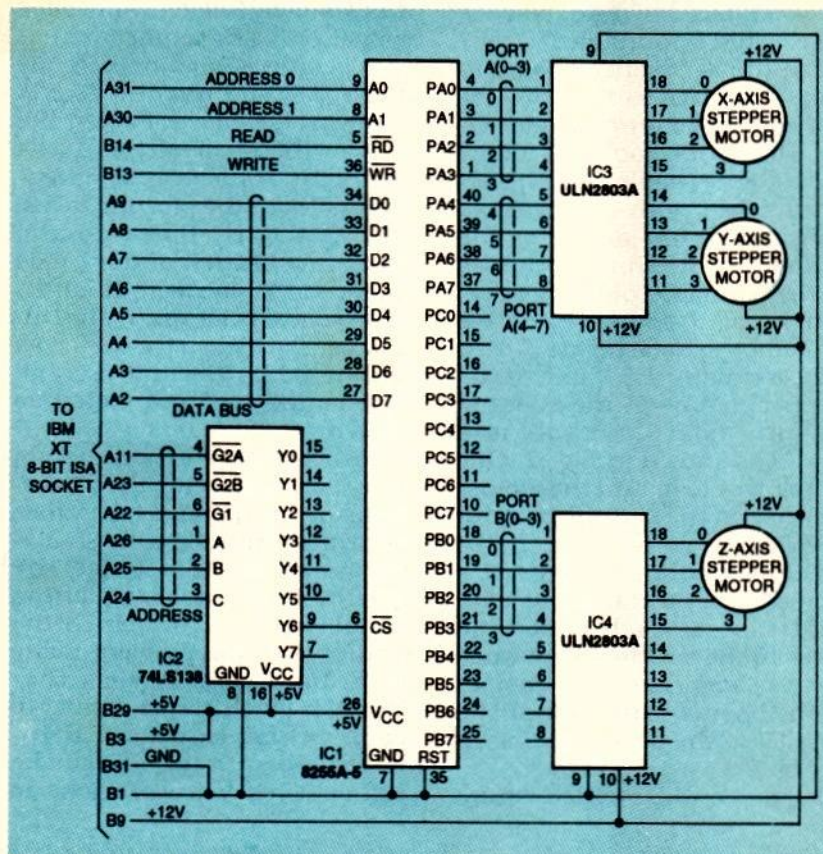 TO
IBM
XT
8-BIT ISA
SOCKET
A31 ADDRESS 0 9 A0
A30 ADDRESS 1 8 A1
B14 READ 5 RD
B13 WRITE 36 WR
A9 34 D0
A8 33 D1
A7 32 D2
A6 31 D3
A5 30 D4
A4 29 D5
A3 28 D6
A2 27 D7
DATA BUS
A11 4 G2A Y0 15
A23 5 G2B Y1 14
A22 6 G1 Y2 13
A26 1 A Y3 12
A25 2 B Y4 11
A24 3 C Y5 10
ADDRESS
Y6 9 6 CS
Y7 7
IC2
74LS138
GND VCC
8 16 +5V
B29 +5V 26 VCC
+5V
B3 +5V
B31 GND
B1
B9 +12V
IC1
8255A-5
GND RST
7 35
PORT
A(0–3)
PA0 4 0 1
PA1 3 1 2
PA2 2 2 3
PA3 1 3 4
PA4 40 4 5
PA5 39 5 6
PA6 38 6 7
PA7 37 7 8
PORT
A(4–7)
PC0 14
PC1 15
PC2 16
PC3 17
PC4 13
PC5 12
PC6 11
PC7 10
PORT
B(0–3)
PB0 18 0 1
PB1 19 1 2
PB2 20 2 3
PB3 21 3 4
PB4 22 5
PB5 23 6
PB6 24 7
PB7 25 8
9
IC3
ULN2803A
18 0
17 1
16 2
15 3
14 0
13 1
12 2
11 3
10 +12V
+12V
X-AXIS
STEPPER
MOTOR
Y-AXIS
STEPPER
MOTOR
+12V
IC4
ULN2803A
18 0
17 1
16 2
15 3
14
13
12
11
9 10 +12V
+12V
Z-AXIS
STEPPER
MOTOR